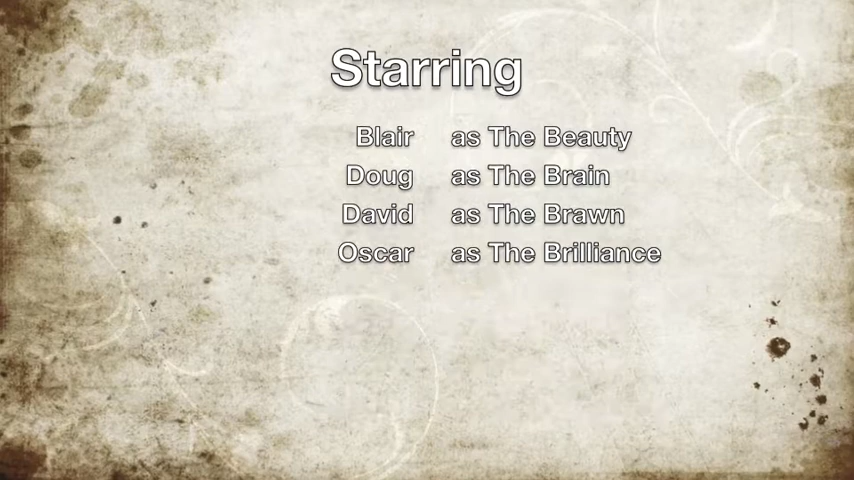 Starring
Blair as The Beauty
Doug as The Brain
David as The Brawn
Oscar as The Brilliance